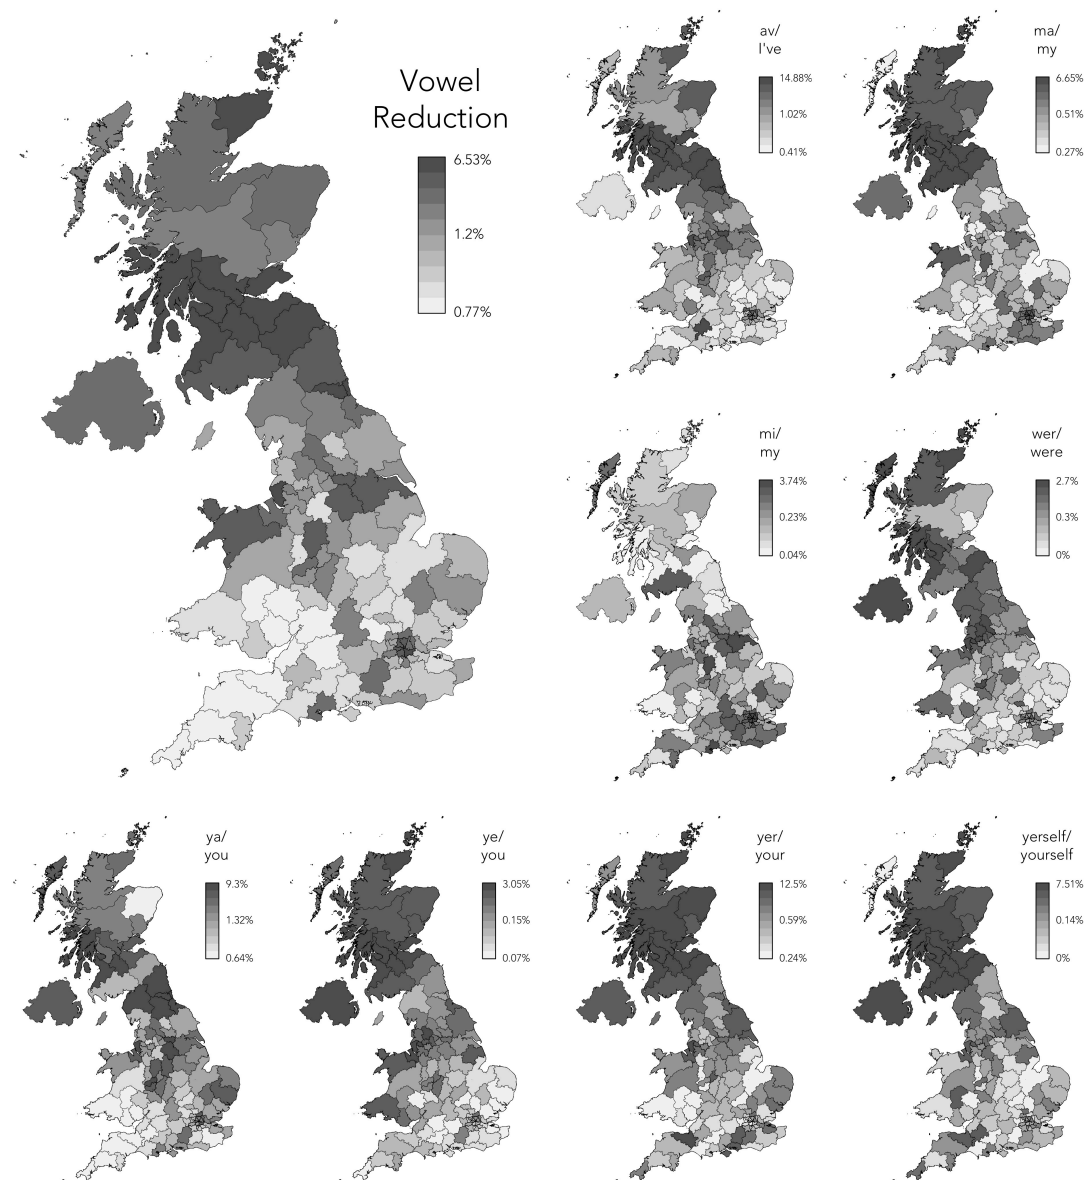 Vowel
Reduction
6.53%
1.2%
0.77%
av/
I've
14.88%
1.02%
0.41%
ma/
my
6.65%
0.51%
0.27%
mi/
my
3.74%
0.23%
0.04%
wer/
were
2.7%
0.3%
0%
ya/
you
9.3%
1.32%
0.64%
ye/
you
3.05%
0.15%
0.07%
yer/
your
12.5%
0.59%
0.24%
yerself/
yourself
7.51%
0.14%
0%